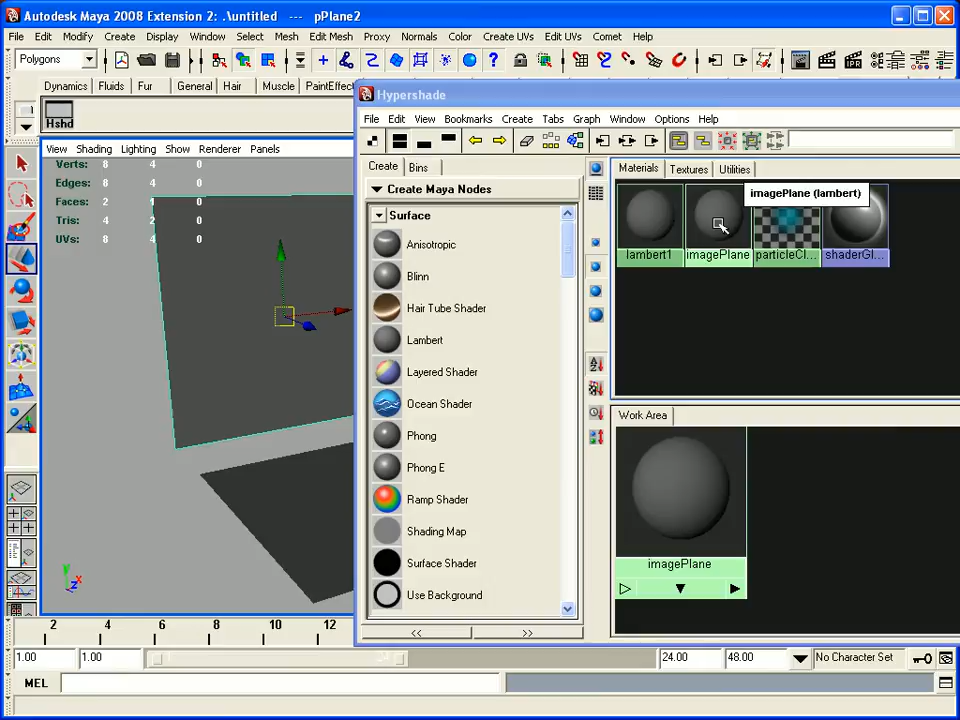 Autodesk Maya 2008 Extension 2: .\untitled --- pPlane2
File Edit Modify Create Display Window Select Mesh Edit Mesh Proxy Normals Color Create UVs Edit UVs Comet Help
Polygons
Dynamics Fluids Fur General Hair Muscle PaintEffec
Hshd
View Shading Lighting Show Renderer Panels
Verts: 8 4 0
Edges: 8 4 0
Faces: 2 1 0
Tris: 4 2 0
UVs: 8 4 0
Hypershade
File Edit View Bookmarks Create Tabs Graph Window Options Help
Create Bins
Create Maya Nodes
Surface
Anisotropic
Blinn
Hair Tube Shader
Lambert
Layered Shader
Ocean Shader
Phong
Phong E
Ramp Shader
Shading Map
Surface Shader
Use Background
<< >>
Materials Textures Utilities
imagePlane (lambert)
lambert1 imagePlane particleCl... shaderGl...
Work Area
imagePlane
y x z
2 4 6 8 10 12
1.00 1.00 24 24.00 48.00 No Character Set
MEL